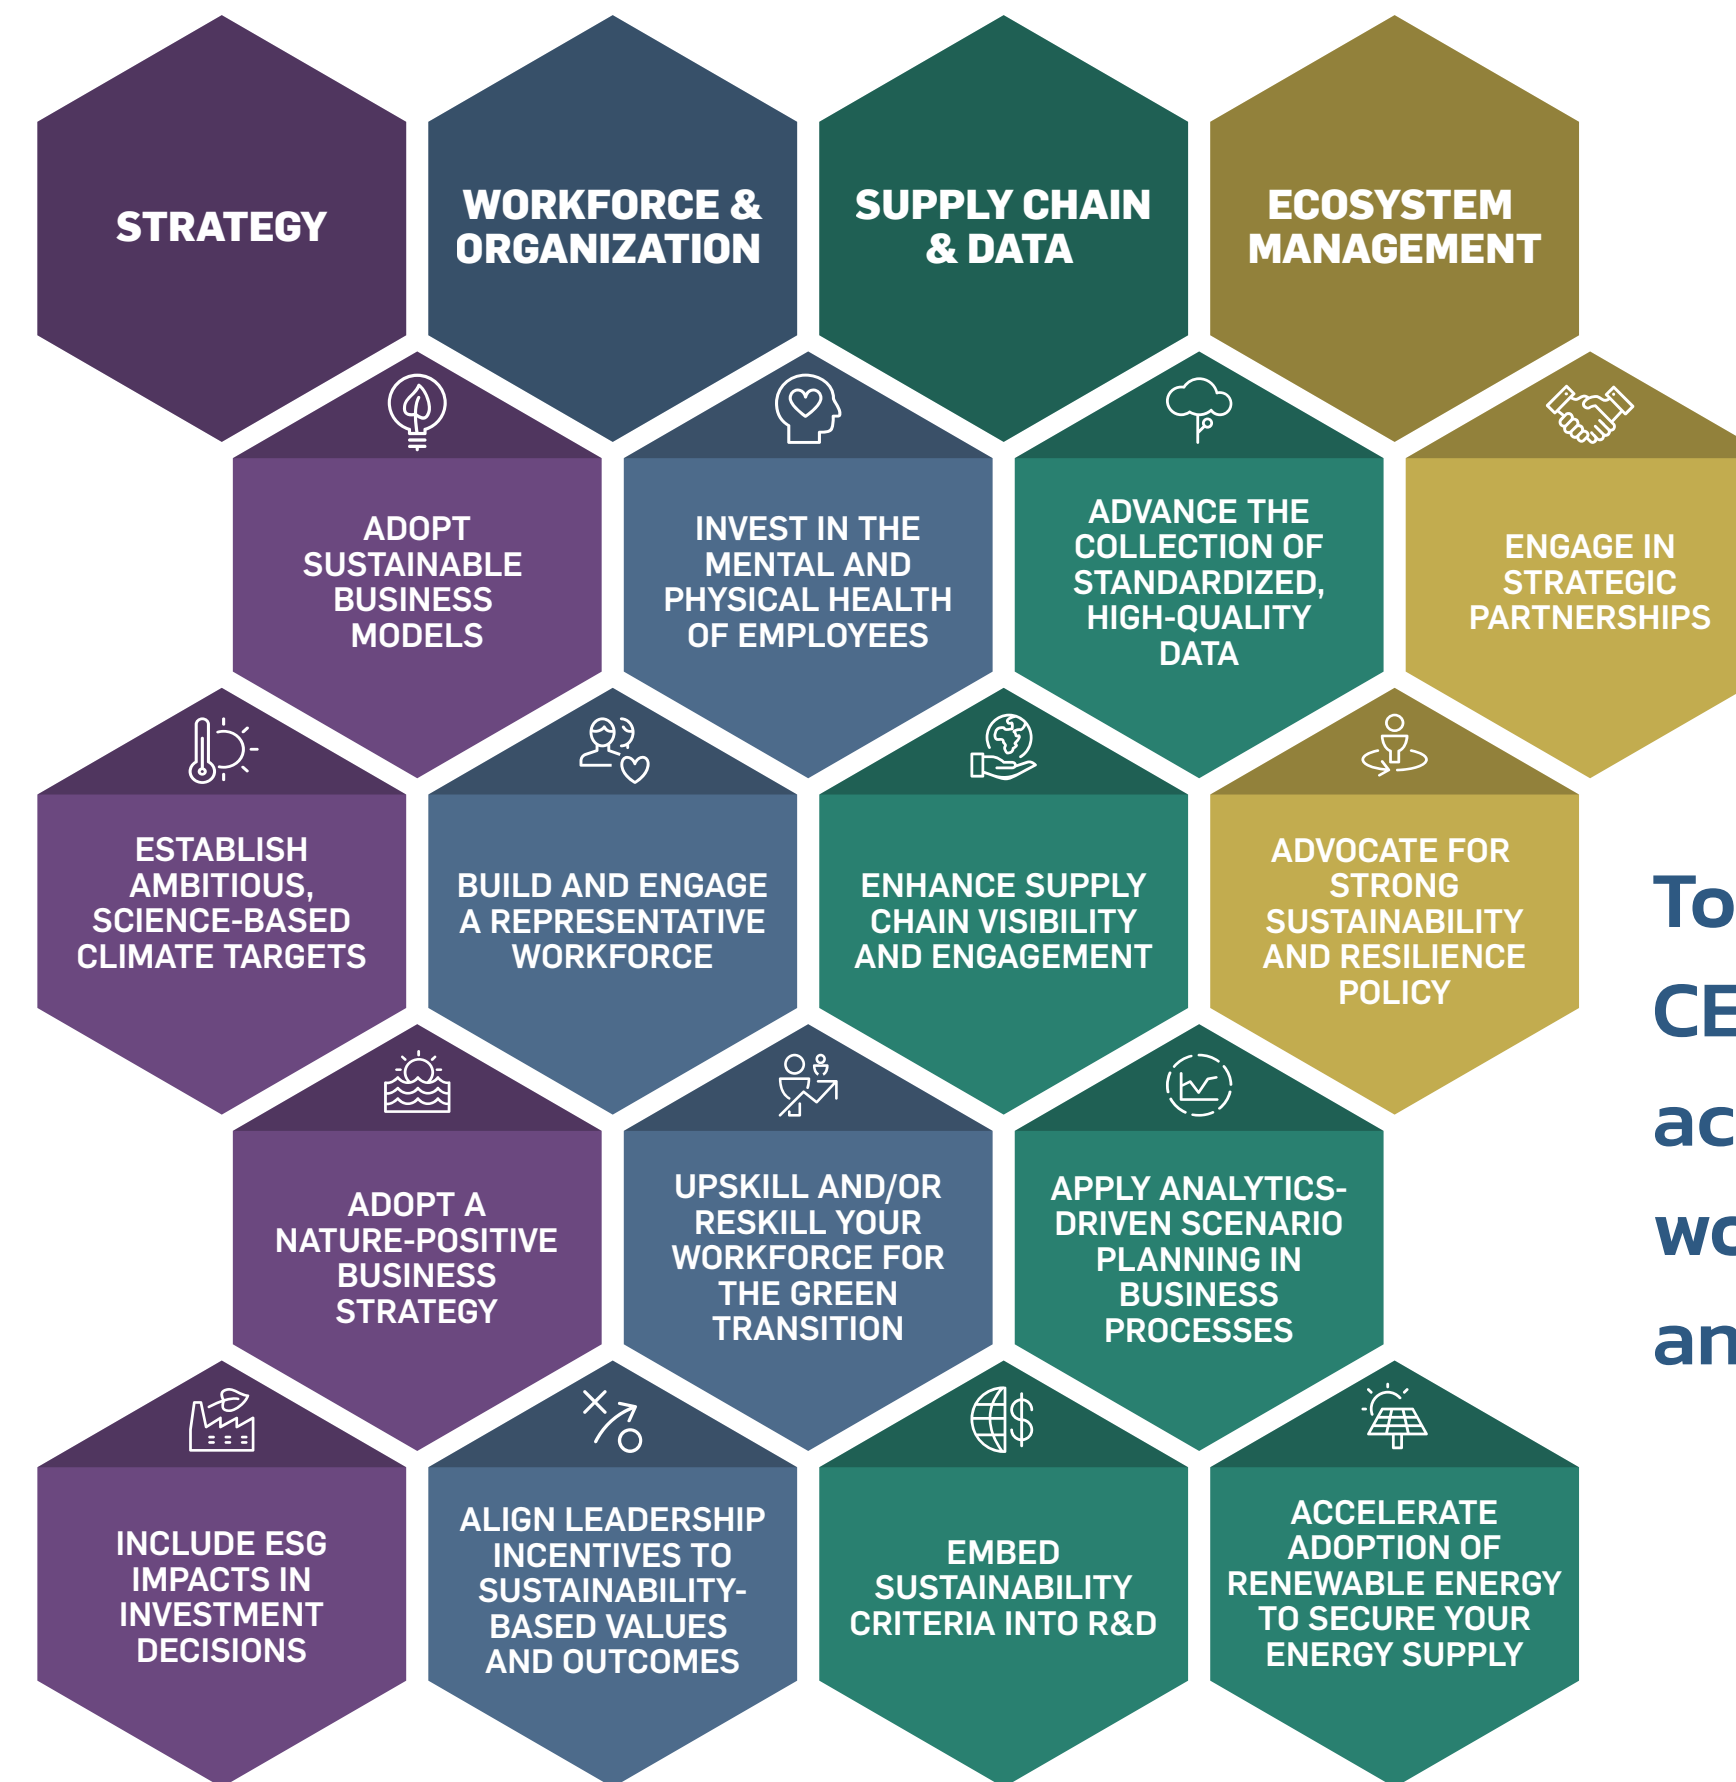 STRATEGY
WORKFORCE &
ORGANIZATION
SUPPLY CHAIN
& DATA
ECOSYSTEM
MANAGEMENT
ADOPT
SUSTAINABLE
BUSINESS
MODELS
INVEST IN THE
MENTAL AND
PHYSICAL HEALTH
OF EMPLOYEES
ADVANCE THE
COLLECTION OF
STANDARDIZED,
HIGH-QUALITY
DATA
ENGAGE IN
STRATEGIC
PARTNERSHIPS
ESTABLISH
AMBITIOUS,
SCIENCE-BASED
CLIMATE TARGETS
BUILD AND ENGAGE
A REPRESENTATIVE
WORKFORCE
ENHANCE SUPPLY
CHAIN VISIBILITY
AND ENGAGEMENT
ADVOCATE FOR
STRONG
SUSTAINABILITY
AND RESILIENCE
POLICY
ADOPT A
NATURE-POSITIVE
BUSINESS
STRATEGY
UPSKILL AND/OR
RESKILL YOUR
WORKFORCE FOR
THE GREEN
TRANSITION
APPLY ANALYTICS-
DRIVEN SCENARIO
PLANNING IN
BUSINESS
PROCESSES
INCLUDE ESG
IMPACTS IN
INVESTMENT
DECISIONS
ALIGN LEADERSHIP
INCENTIVES TO
SUSTAINABILITY-
BASED VALUES
AND OUTCOMES
EMBED
SUSTAINABILITY
CRITERIA INTO R&D
ACCELERATE
ADOPTION OF
RENEWABLE ENERGY
TO SECURE YOUR
ENERGY SUPPLY
To